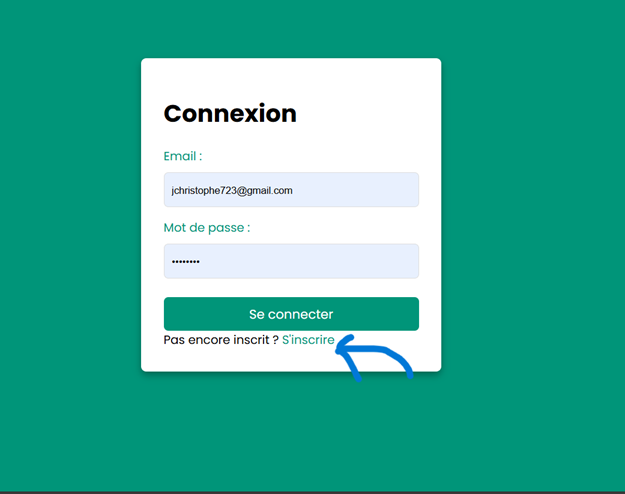 Connexion
Email :
jchristophe723@gmail.com
Mot de passe :
••••••••
Se connecter
Pas encore inscrit ? S'inscrire